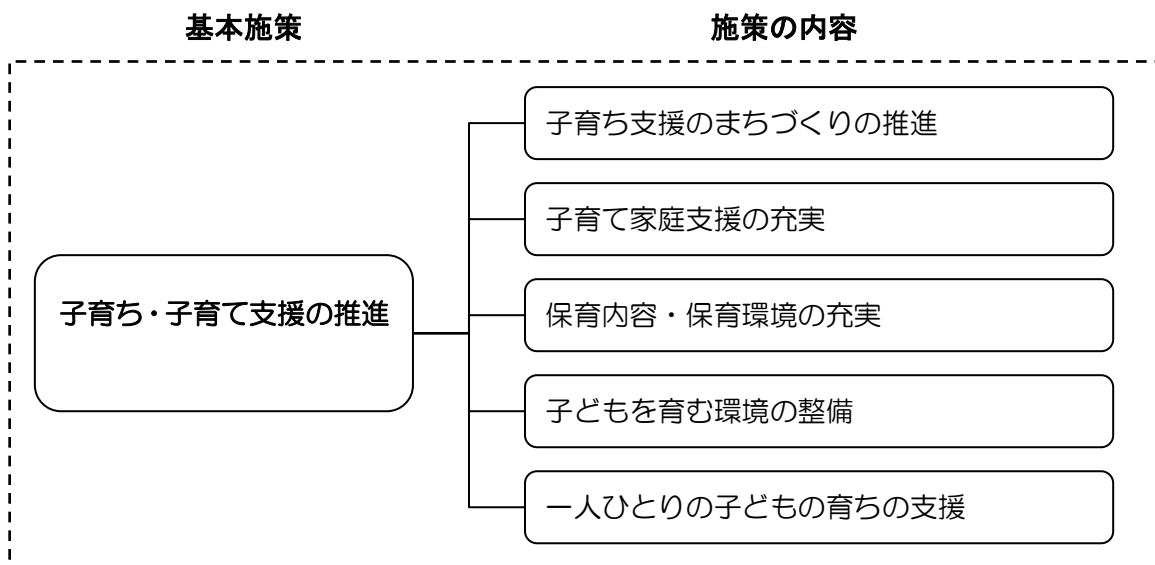 基本施策
施策の内容
子育ち・子育て支援の推進
子育ち支援のまちづくりの推進
子育て家庭支援の充実
保育内容・保育環境の充実
子どもを育む環境の整備
一人ひとりの子どもの育ちの支援